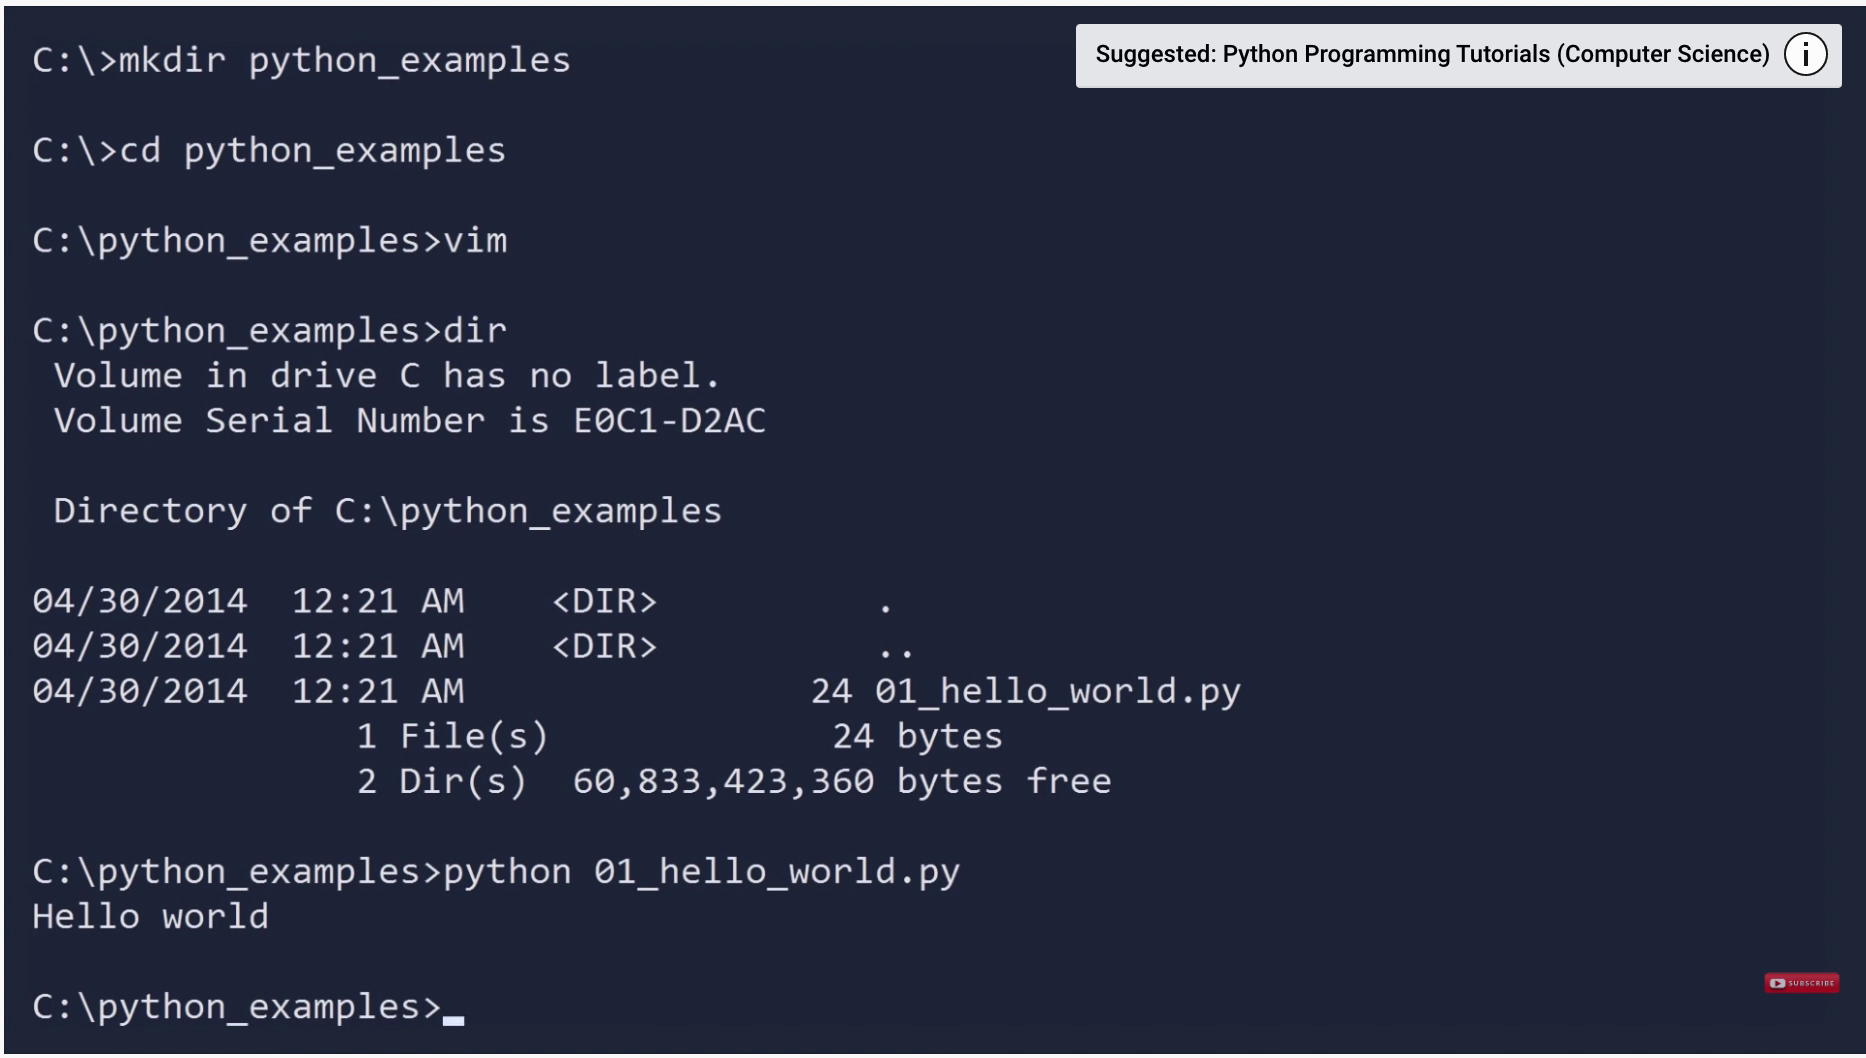 C:\>mkdir python_examples
Suggested: Python Programming Tutorials (Computer Science)
C:\>cd python_examples
C:\python_examples>vim
C:\python_examples>dir
Volume in drive C has no label.
Volume Serial Number is E0C1-D2AC
Directory of C:\python_examples
04/30/2014  12:21 AM    <DIR>          .
04/30/2014  12:21 AM    <DIR>          ..
04/30/2014  12:21 AM                24 01_hello_world.py
1 File(s)             24 bytes
2 Dir(s)  60,833,423,360 bytes free
C:\python_examples>python 01_hello_world.py
Hello world
SUBSCRIBE
C:\python_examples>